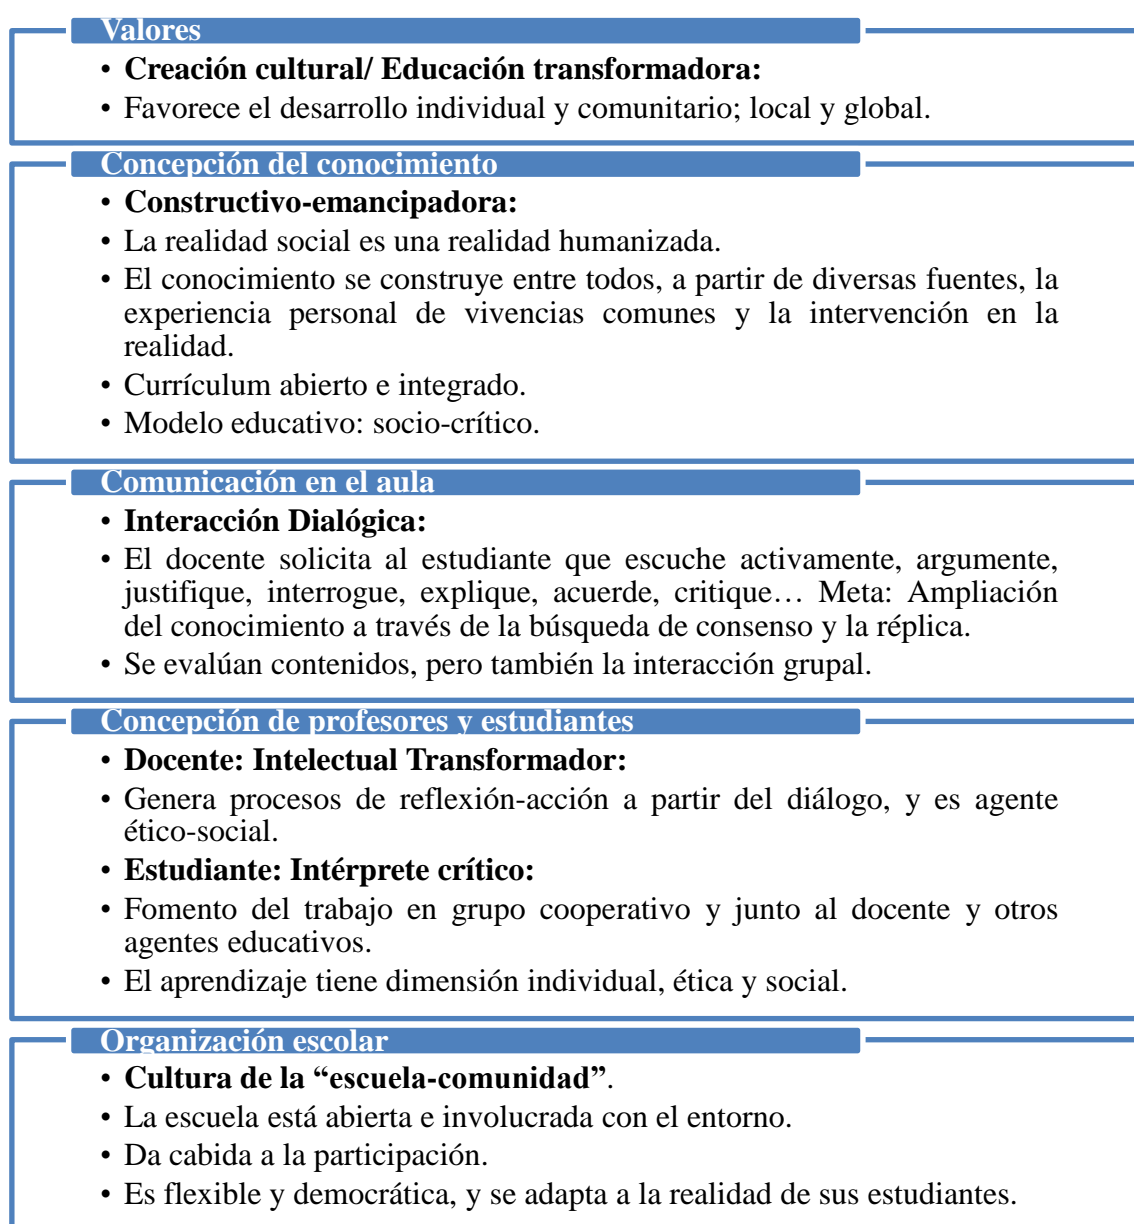 Valores
• Creación cultural/ Educación transformadora:
• Favorece el desarrollo individual y comunitario; local y global.
Concepción del conocimiento
• Constructivo-emancipadora:
• La realidad social es una realidad humanizada.
• El conocimiento se construye entre todos, a partir de diversas fuentes, la
experiencia personal de vivencias comunes y la intervención en la
realidad.
• Currículum abierto e integrado.
• Modelo educativo: socio-crítico.
Comunicación en el aula
• Interacción Dialógica:
• El docente solicita al estudiante que escuche activamente, argumente,
justifique, interrogue, explique, acuerde, critique… Meta: Ampliación
del conocimiento a través de la búsqueda de consenso y la réplica.
• Se evalúan contenidos, pero también la interacción grupal.
Concepción de profesores y estudiantes
• Docente: Intelectual Transformador:
• Genera procesos de reflexión-acción a partir del diálogo, y es agente
ético-social.
• Estudiante: Intérprete crítico:
• Fomento del trabajo en grupo cooperativo y junto al docente y otros
agentes educativos.
• El aprendizaje tiene dimensión individual, ética y social.
Organización escolar
• Cultura de la “escuela-comunidad”.
• La escuela está abierta e involucrada con el entorno.
• Da cabida a la participación.
• Es flexible y democrática, y se adapta a la realidad de sus estudiantes.